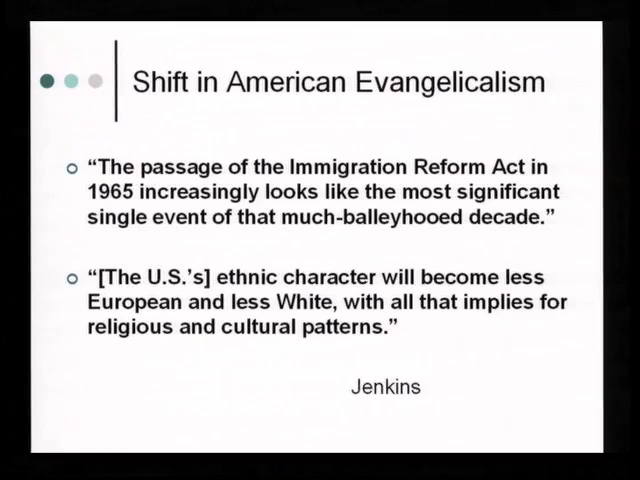 Shift in American Evangelicalism
“The passage of the Immigration Reform Act in
1965 increasingly looks like the most significant
single event of that much-balleyhooed decade.”
“[The U.S.’s] ethnic character will become less
European and less White, with all that implies for
religious and cultural patterns.”
Jenkins